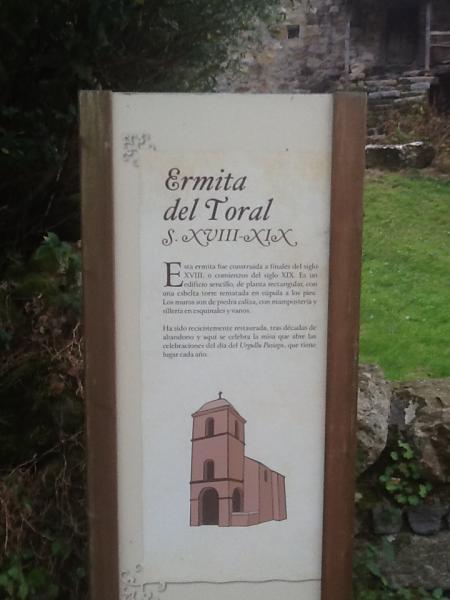 Ermita
del Toral
S. XVIII-XIX
Esta ermita fue construida a finales del siglo
XVIII, o comienzos del siglo XIX. Es un
edificio sencillo, de planta rectangular, con
una esbelta torre rematada en cúpula a los pies.
Los muros son de piedra caliza, con mampostería y
sillería en esquinales y vanos.
Ha sido recientemente restaurada, tras décadas de
abandono y aquí se celebra la misa que abre las
celebraciones del día del Urgullu Pasiegu, que tiene
lugar cada año.